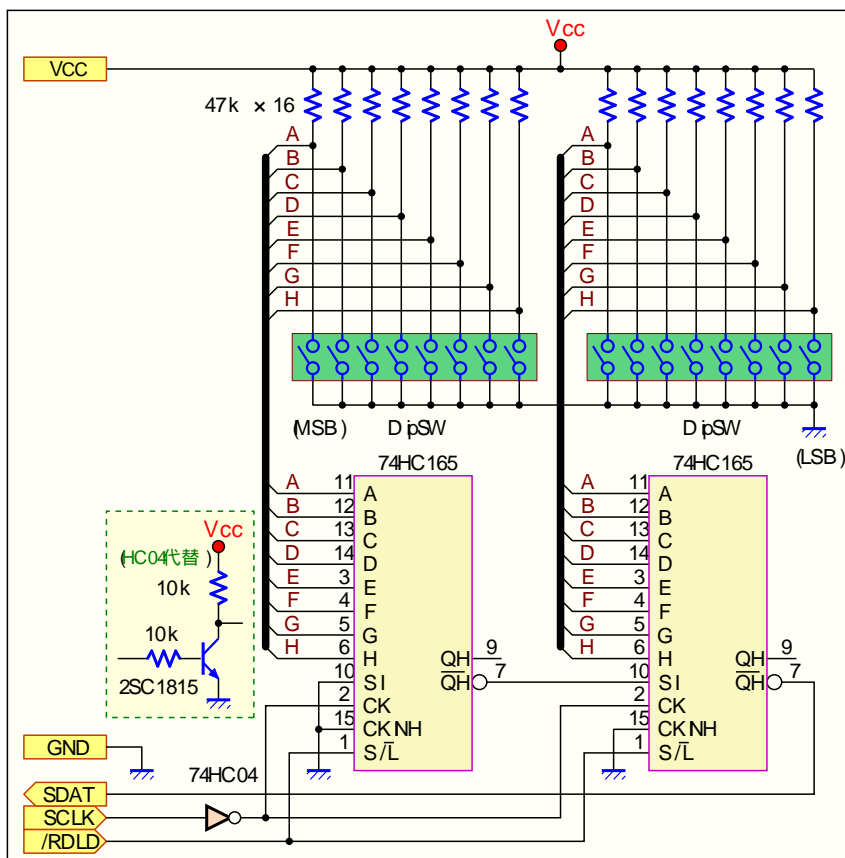 Vcc
VCC
47k × 16
A
B
C
D
E
F
G
H
(MSB)
DipSW
DipSW
(LSB)
74HC165
74HC165
A 11 A
B 12 B
C 13 C
D 14 D
E 3 E
F 4 F
G 5 G
H 6 H
QH 9
10 SI
QH 7
2 CK
15 CKNH
1 S/L
A 11 A
B 12 B
C 13 C
D 14 D
E 3 E
F 4 F
G 5 G
H 6 H
QH 9
10 SI
QH 7
2 CK
15 CKNH
1 S/L
A
B
C
D
E
F
G
H
Vcc
(HC04代替)
10k
10k
2SC1815
GND
74HC04
SDAT
SCLK
/RDLD